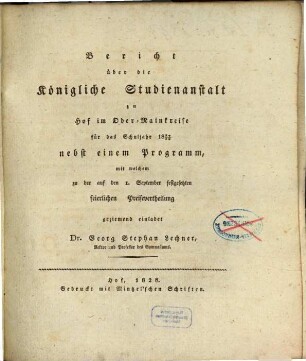 Bericht
über die
Königliche Studienanstalt
zu
Hof im Ober-Mainkreise
für das Schuljahr
nebst einem Programm,
mit welchem
zu der auf den 1. September festgesetzten
feierlichen Preisevertheilung
geziemend einladet
Dr. Georg Stephan Lechner,
Rektor und Professor des Gymnasiums.
Hof, 1828.
Gedruckt mit Mintzel'schen Schriften.